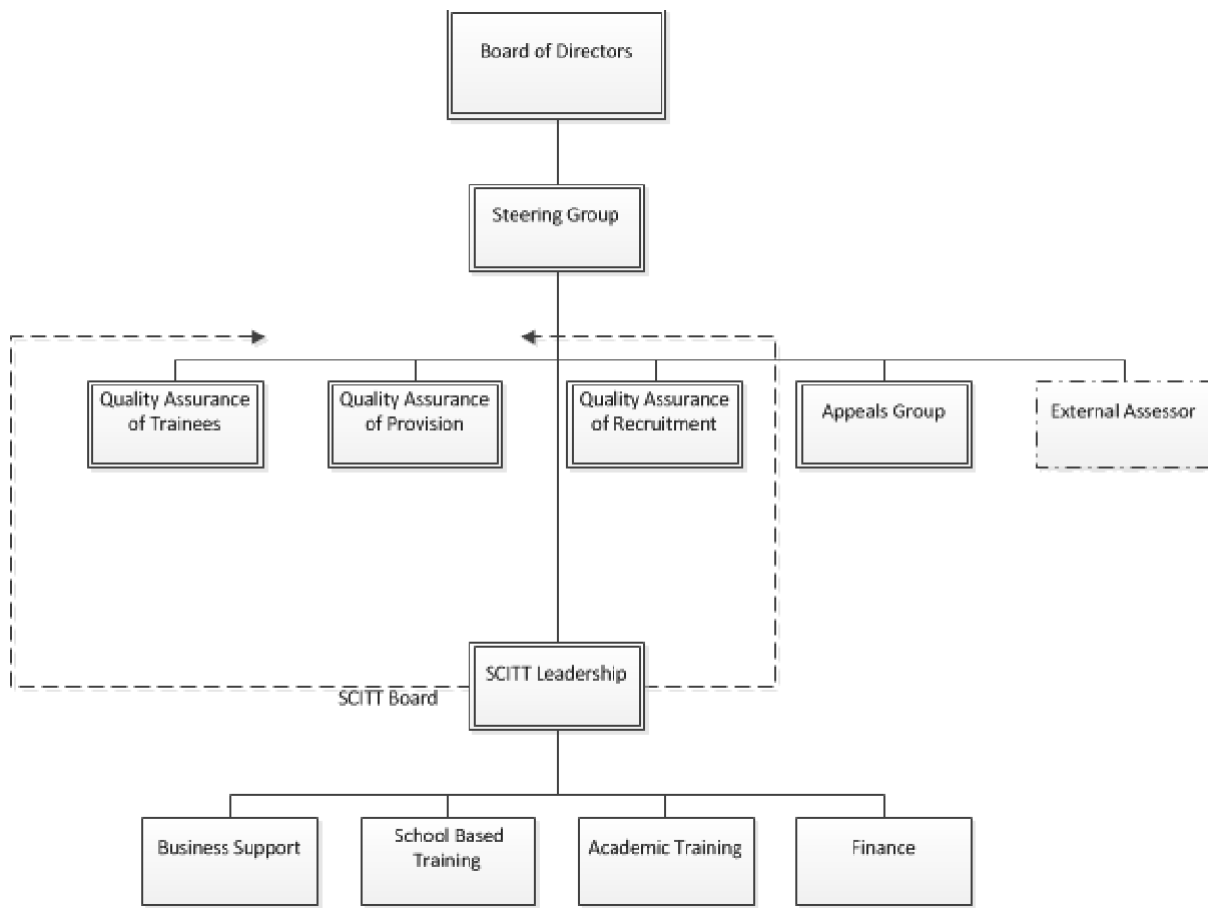 Board of Directors
Steering Group
Quality Assurance
of Trainees
Quality Assurance
of Provision
Quality Assurance
of Recruitment
Appeals Group
External Assessor
SCITT Leadership
SCITT Board
Business Support
School Based
Training
Academic Training
Finance